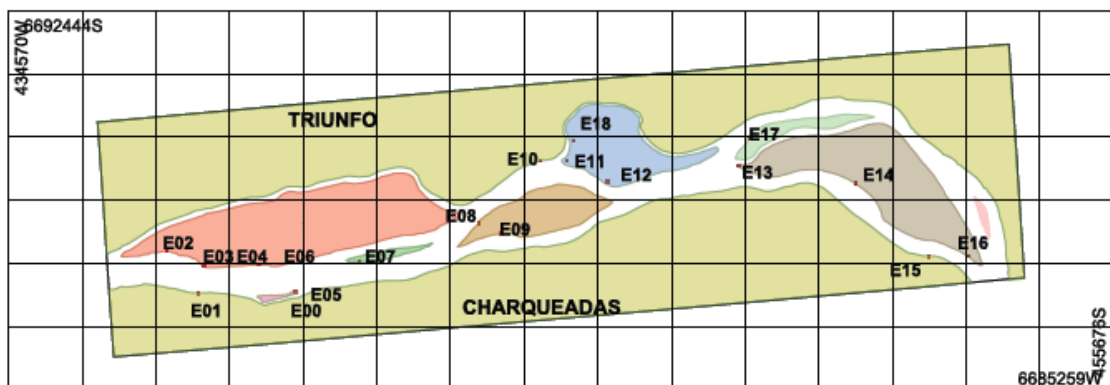 6692444S
434570W
TRIUNFO
E18
E17
E10
E11
E12
E13
E14
E08
E09
E02
E03
E04
E06
E07
E16
E15
E05
E01
E00
CHARQUEADAS
455676S
6685259W